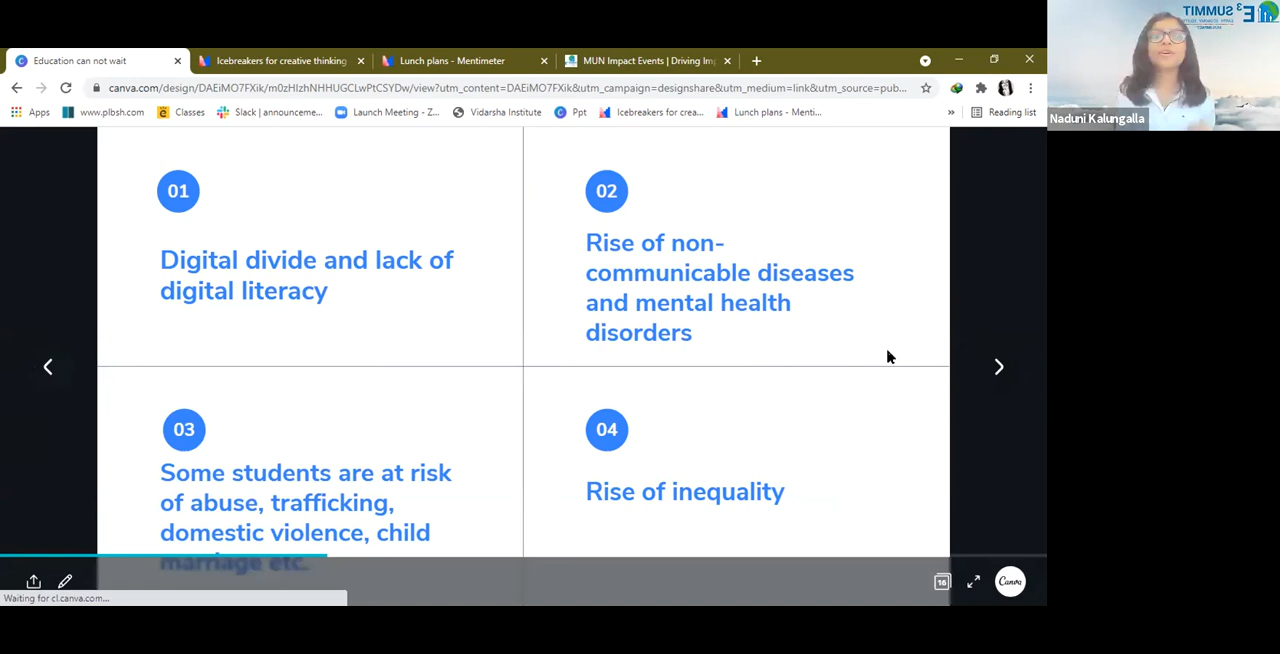 SUMMIT E³
Education can not wait
Icebreakers for creative thinking
Lunch plans - Mentimeter
MUN Impact Events | Driving Im
canva.com/design/DAEiMO7FXik/m0zHIzhNHHUGCLwPtCSYDw/view?utm_content=DAEiMO7FXik&utm_campaign=designshare&utm_medium=link&utm_source=pub...
Apps
www.plbsh.com
Classes
Slack | announceme...
Launch Meeting - Z...
Vidarsha Institute
Ppt
Icebreakers for crea...
Lunch plans - Menti...
»
Reading list
Naduni Kalungalla
01
Digital divide and lack of
digital literacy
02
Rise of non-
communicable diseases
and mental health
disorders
03
Some students are at risk
of abuse, trafficking,
domestic violence, child
marriage etc.
04
Rise of inequality
16
Canva
Waiting for cl.canva.com...